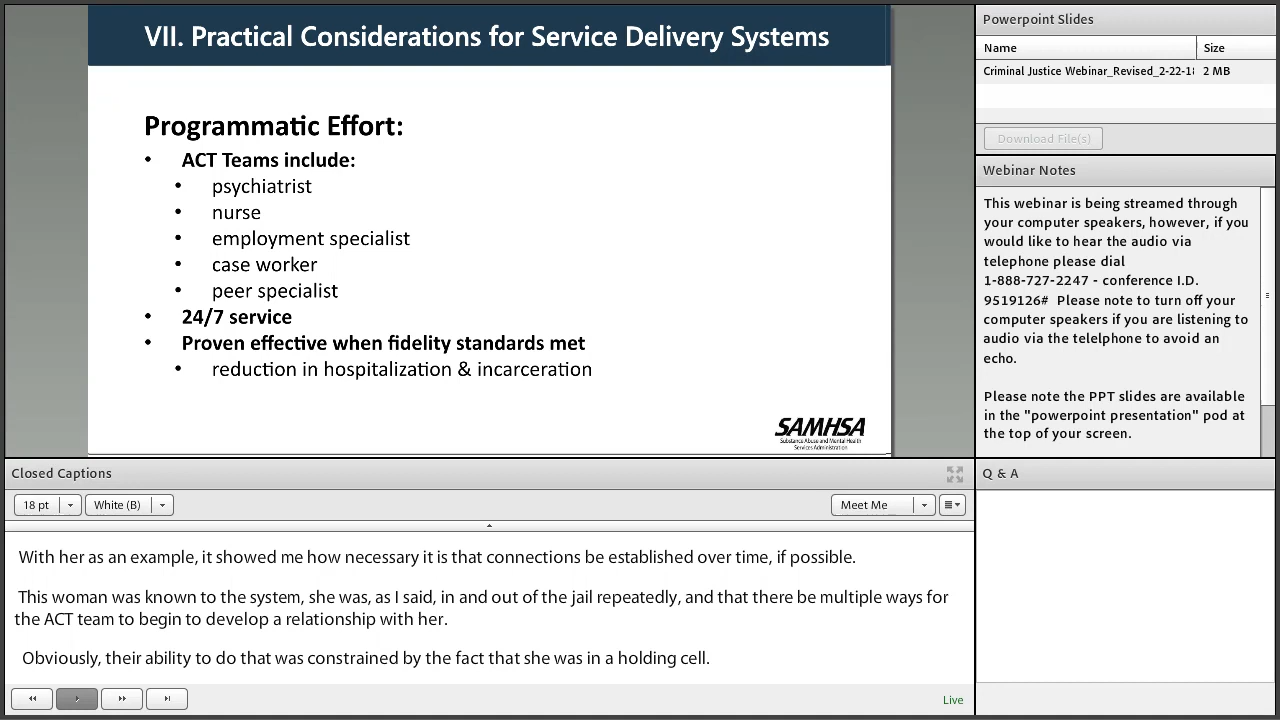 VII. Practical Considerations for Service Delivery Systems
Programmatic Effort:
• ACT Teams include:
• psychiatrist
• nurse
• employment specialist
• case worker
• peer specialist
• 24/7 service
• Proven effective when fidelity standards met
• reduction in hospitalization & incarceration
SAMHSA
Substance Abuse and Mental Health
Services Administration
Powerpoint Slides
Name Size
Criminal Justice Webinar_Revised_2-22-18 2 MB
Download File(s)
Webinar Notes
This webinar is being streamed through
your computer speakers, however, if you
would like to hear the audio via
telephone please dial
1-888-727-2247 - conference I.D.
9519126# Please note to turn off your
computer speakers if you are listening to
audio via the telelphone to avoid an
echo.
Please note the PPT slides are available
in the "powerpoint presentation" pod at
the top of your screen.
Closed Captions
18 pt White (B) Meet Me
With her as an example, it showed me how necessary it is that connections be established over time, if possible.
This woman was known to the system, she was, as I said, in and out of the jail repeatedly, and that there be multiple ways for
the ACT team to begin to develop a relationship with her.
Obviously, their ability to do that was constrained by the fact that she was in a holding cell.
Live
Q & A